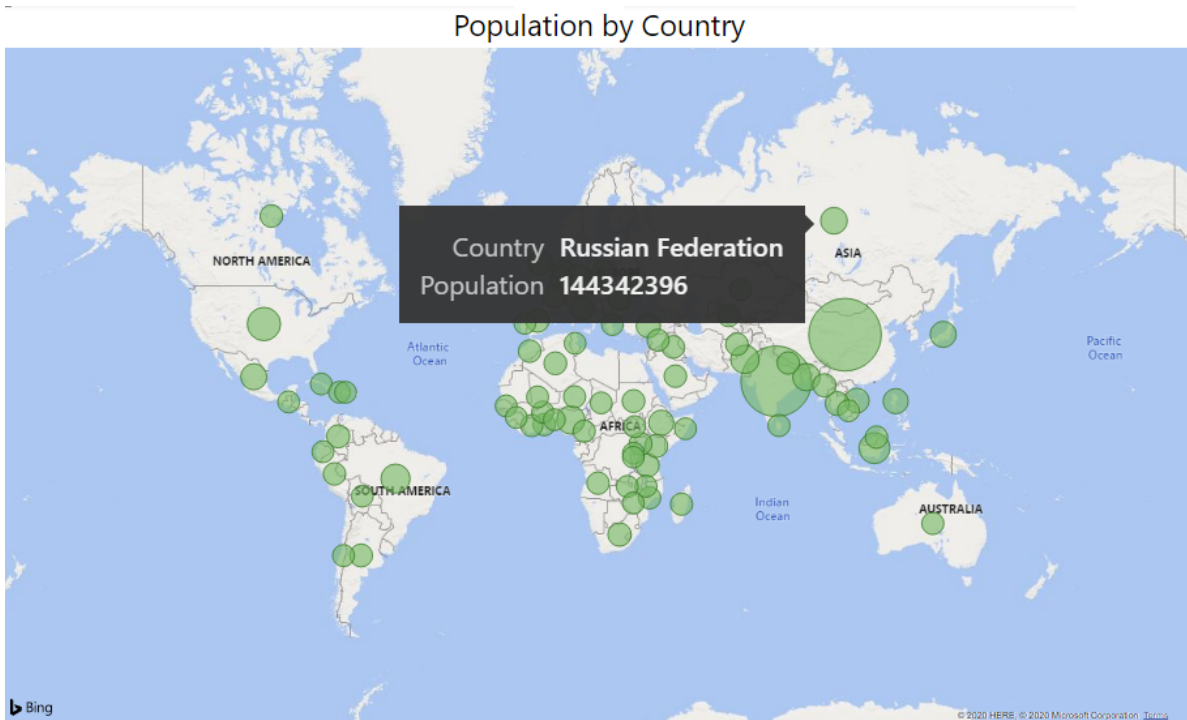 Population by Country
Country Russian Federation
Population 144342396
NORTH AMERICA
ASIA
Atlantic
Ocean
Pacific
Ocean
AFRICA
SOUTH AMERICA
Indian
Ocean
AUSTRALIA
Bing
© 2020 HERE, © 2020 Microsoft Corporation Terms